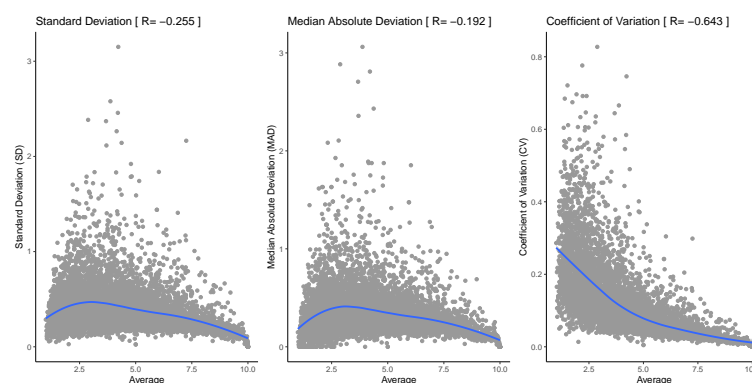 Standard Deviation [ R= −0.255 ]
Standard Deviation (SD)
3
2
1
0
2.5 5.0 7.5 10.0
Average
Median Absolute Deviation [ R= −0.192 ]
Median Absolute Deviation (MAD)
3
2
1
0
2.5 5.0 7.5 10.0
Average
Coefficient of Variation [ R= −0.643 ]
Coefficient of Variation (CV)
0.8
0.6
0.4
0.2
0.0
2.5 5.0 7.5 10.0
Average